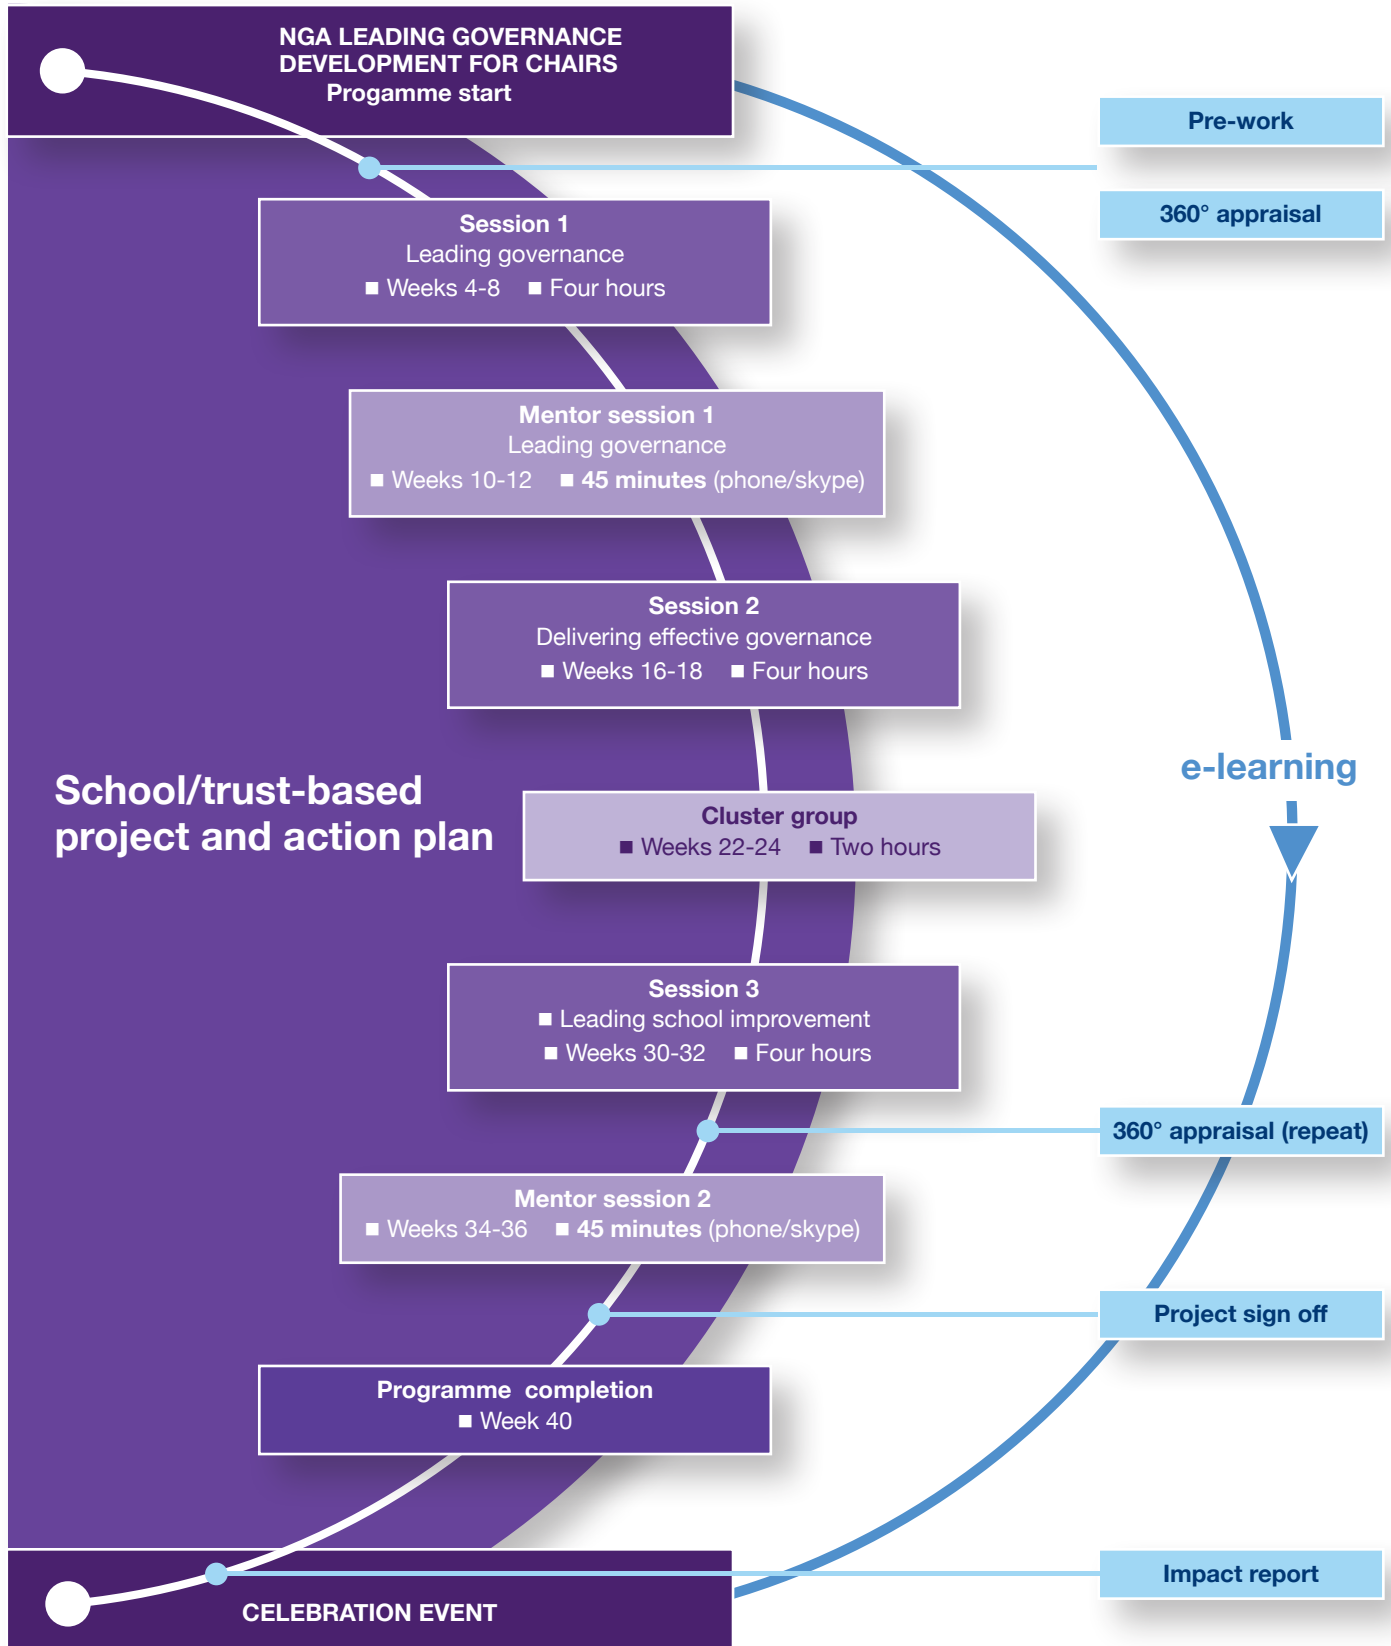 NGA LEADING GOVERNANCE
DEVELOPMENT FOR CHAIRS
Progamme start
Pre-work
360° appraisal
Session 1
Leading governance
■ Weeks 4-8 ■ Four hours
Mentor session 1
Leading governance
■ Weeks 10-12 ■ 45 minutes (phone/skype)
Session 2
Delivering effective governance
■ Weeks 16-18 ■ Four hours
e-learning
School/trust-based
project and action plan
Cluster group
■ Weeks 22-24 ■ Two hours
Session 3
■ Leading school improvement
■ Weeks 30-32 ■ Four hours
360° appraisal (repeat)
Mentor session 2
■ Weeks 34-36 ■ 45 minutes (phone/skype)
Project sign off
Programme completion
■ Week 40
Impact report
CELEBRATION EVENT